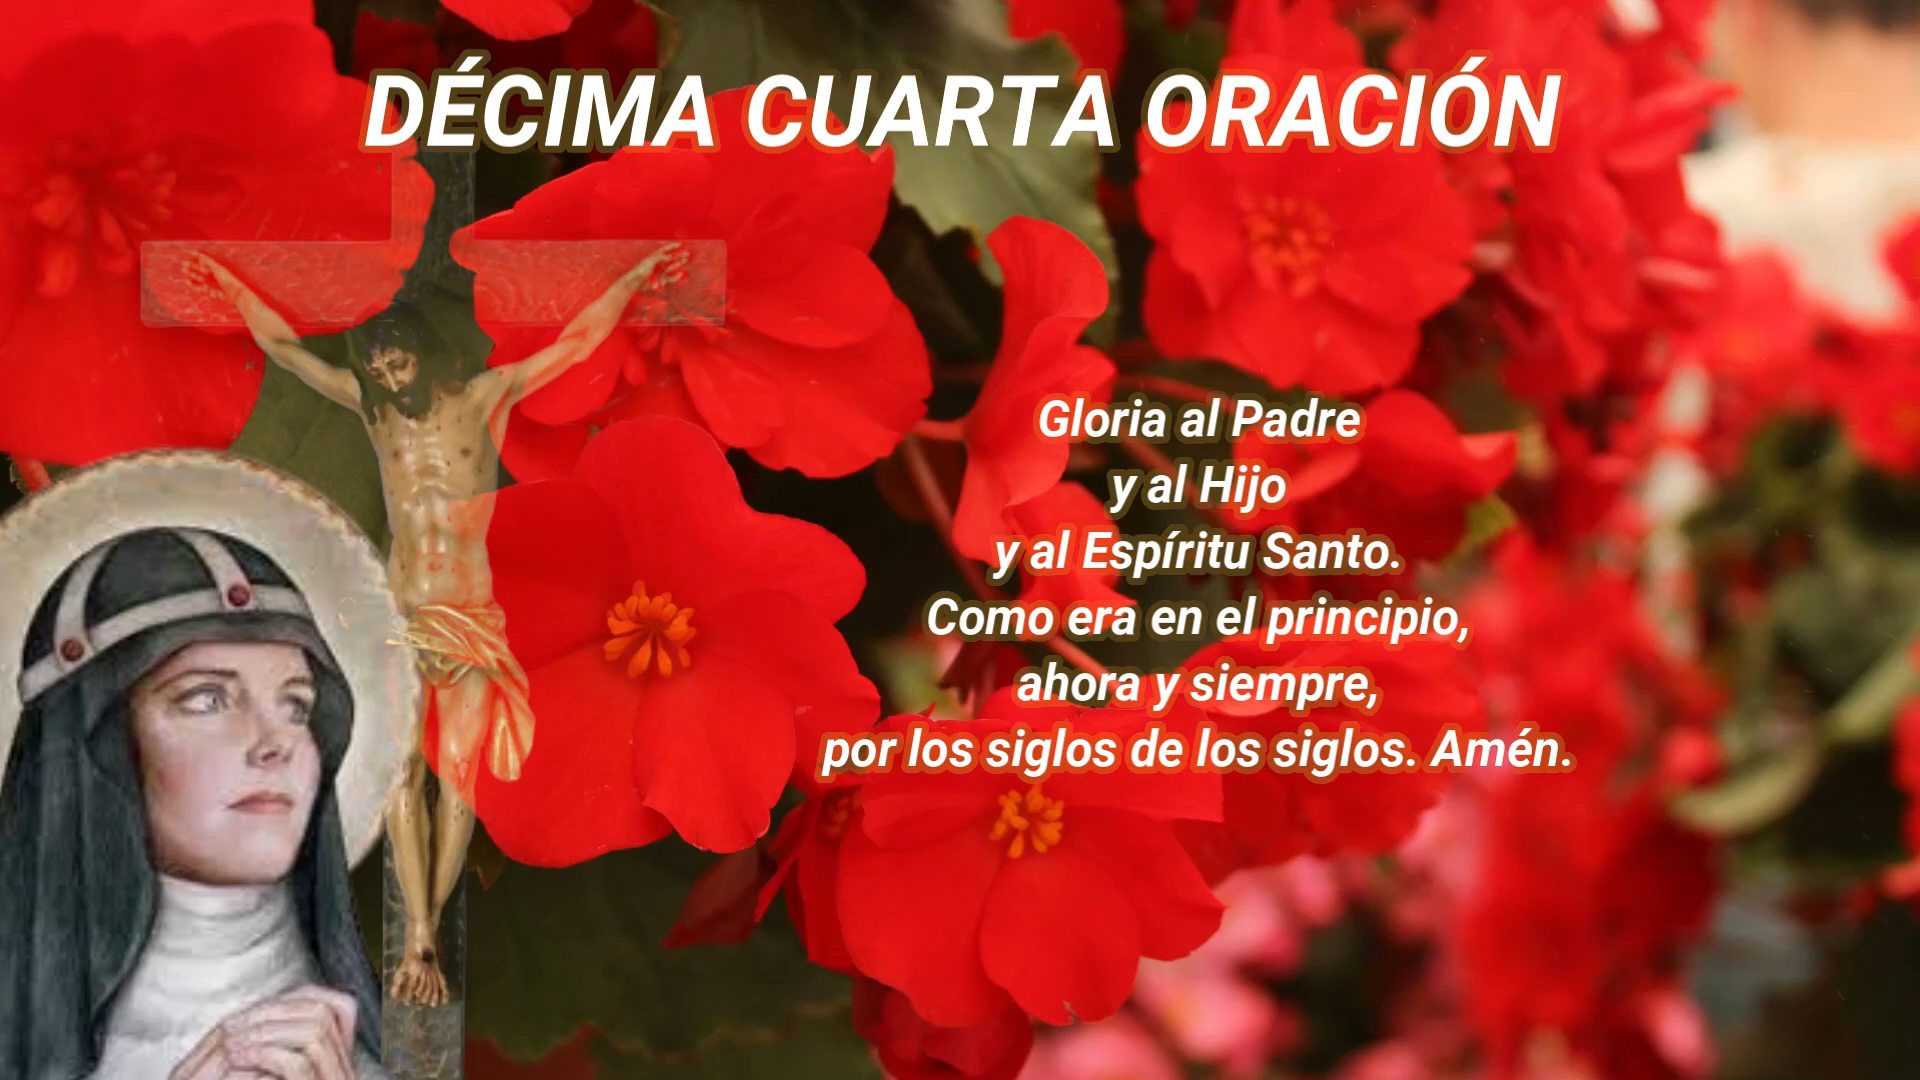 DÉCIMA CUARTA ORACIÓN
Gloria al Padre
y al Hijo
y al Espíritu Santo.
Como era en el principio,
ahora y siempre,
por los siglos de los siglos. Amén.